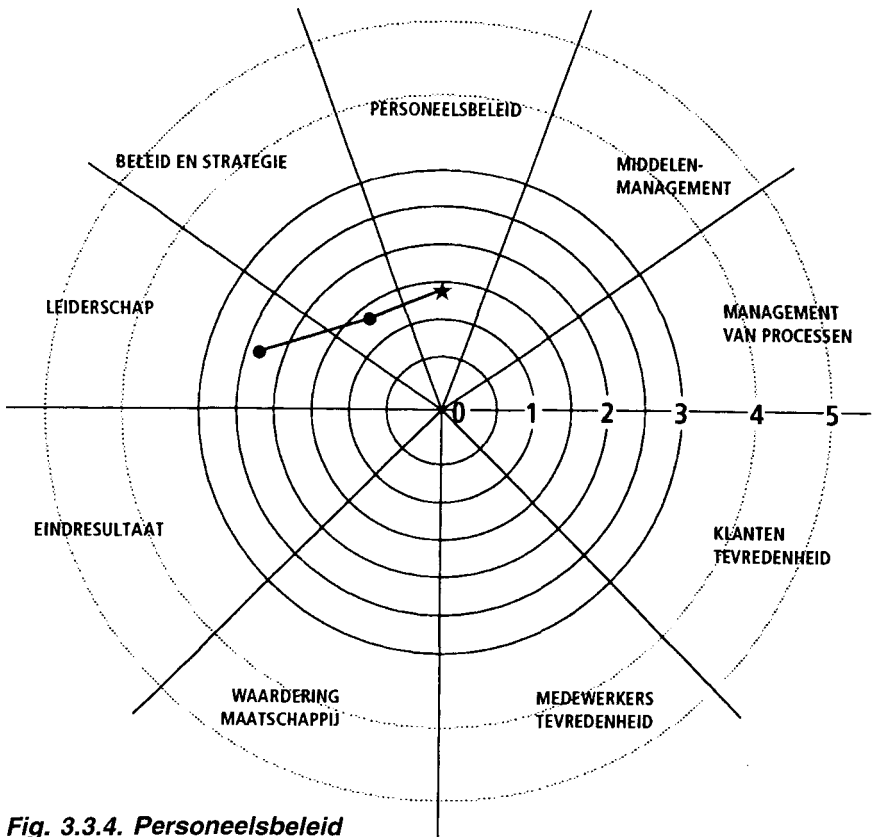 PERSONEELSBELEID
BELEID EN STRATEGIE
MIDDELEN-
MANAGEMENT
LEIDERSCHAP
MANAGEMENT
VAN PROCESSEN
0 1 2 3 4 5
EINDRESULTAAT
KLANTEN
TEVREDENHEID
WAARDERING
MAATSCHAPPIJ
MEDEWERKERS
TEVREDENHEID
Fig. 3.3.4. Personeelsbeleid